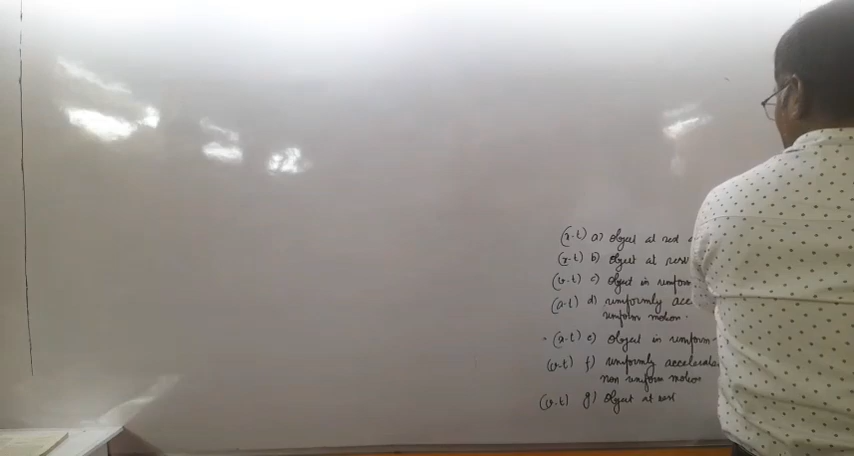 (x-t) a) object at rest
(x-t) b) object at rest
(v-t) c) object in uniform
(a-t) d) uniformly acc
uniform motion.
(x-t) e) object in uniform
(v-t) f) uniformly accelerate
non uniform motion
(v-t) g) object at rest